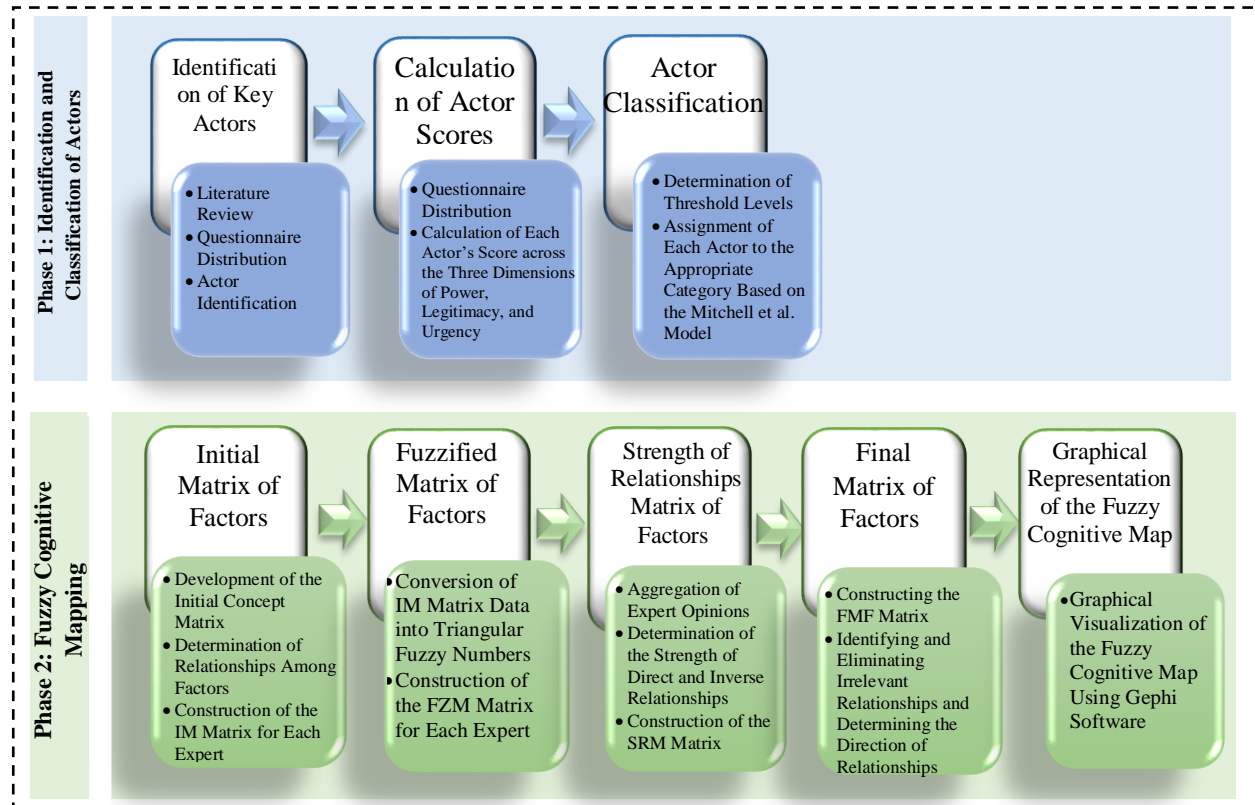 Phase 1: Identification and
Classification of Actors
Identificati
on of Key
Actors
• Literature
Review
• Questionnaire
Distribution
• Actor
Identification
Calculatio
n of Actor
Scores
• Questionnaire
Distribution
• Calculation of Each
Actor’s Score across
the Three Dimensions
of Power,
Legitimacy, and
Urgency
Actor
Classification
• Determination of
Threshold Levels
• Assignment of
Each Actor to the
Appropriate
Category Based on
the Mitchell et al.
Model
Phase 2: Fuzzy Cognitive
Mapping
Initial
Matrix of
Factors
• Development of the
Initial Concept
Matrix
• Determination of
Relationships Among
Factors
• Construction of the
IM Matrix for Each
Expert
Fuzzified
Matrix of
Factors
• Conversion of
IM Matrix Data
into Triangular
Fuzzy Numbers
• Construction of
the FZM Matrix
for Each Expert
Strength of
Relationships
Matrix of
Factors
• Aggregation of
Expert Opinions
• Determination of
the Strength of
Direct and Inverse
Relationships
• Construction of the
SRM Matrix
Final
Matrix of
Factors
• Constructing the
FMF Matrix
• Identifying and
Eliminating
Irrelevant
Relationships and
Determining the
Direction of
Relationships
Graphical
Representation
of the Fuzzy
Cognitive Map
• Graphical
Visualization of
the Fuzzy
Cognitive Map
Using Gephi
Software